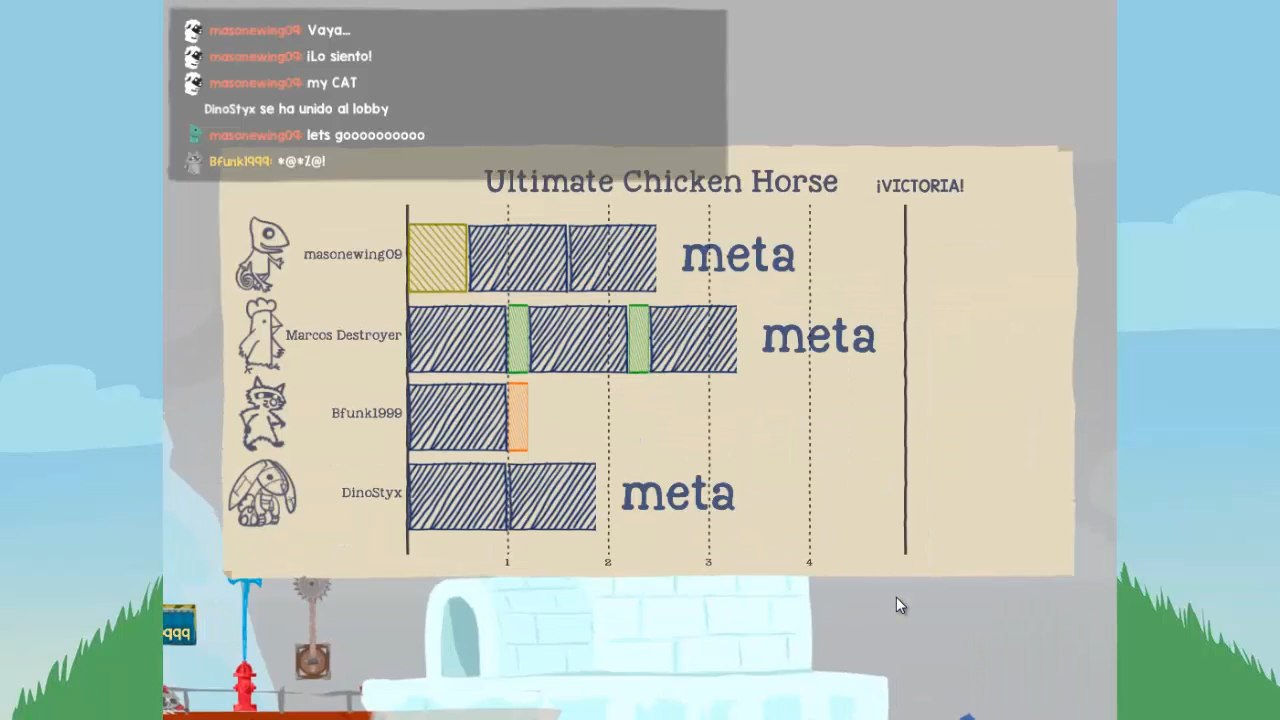 masonewing09: Vaya...
masonewing09: ¡Lo siento!
masonewing09: my CAT
DinoStyx se ha unido al lobby
masonewing09: lets goooooooooo
Bfunk1999: *@*%@!
Ultimate Chicken Horse ¡VICTORIA!
masonewing09 meta
Marcos Destroyer meta
Bfunk1999
DinoStyx meta
1 2 3 4